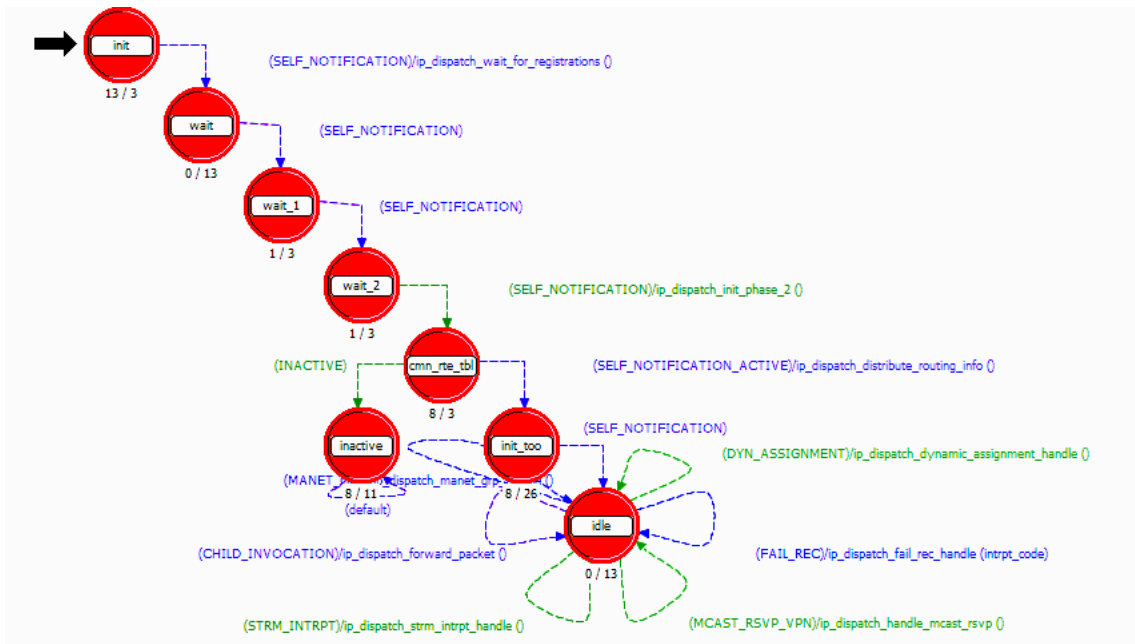 init
(SELF_NOTIFICATION)/ip_dispatch_wait_for_registrations ()
13 / 3
wait
(SELF_NOTIFICATION)
0 / 13
wait_1
(SELF_NOTIFICATION)
1 / 3
wait_2
(SELF_NOTIFICATION)/ip_dispatch_init_phase_2 ()
1 / 3
(INACTIVE)
cmn_rte_tbl
(SELF_NOTIFICATION_ACTIVE)/ip_dispatch_distribute_routing_info ()
8 / 3
inactive
init_too
(SELF_NOTIFICATION)
(DYN_ASSIGNMENT)/ip_dispatch_dynamic_assignment_handle ()
(MANET_ _dispatch_manet_grp_ ()
8 / 11
8 / 26
(default)
idle
(CHILD_INVOCATION)/ip_dispatch_forward_packet ()
(FAIL_REC)/ip_dispatch_fail_rec_handle (intrpt_code)
0 / 13
(STRM_INTRPT)/ip_dispatch_strm_intrpt_handle ()
(MCAST_RSVP_VPN)/ip_dispatch_handle_mcast_rsvp ()